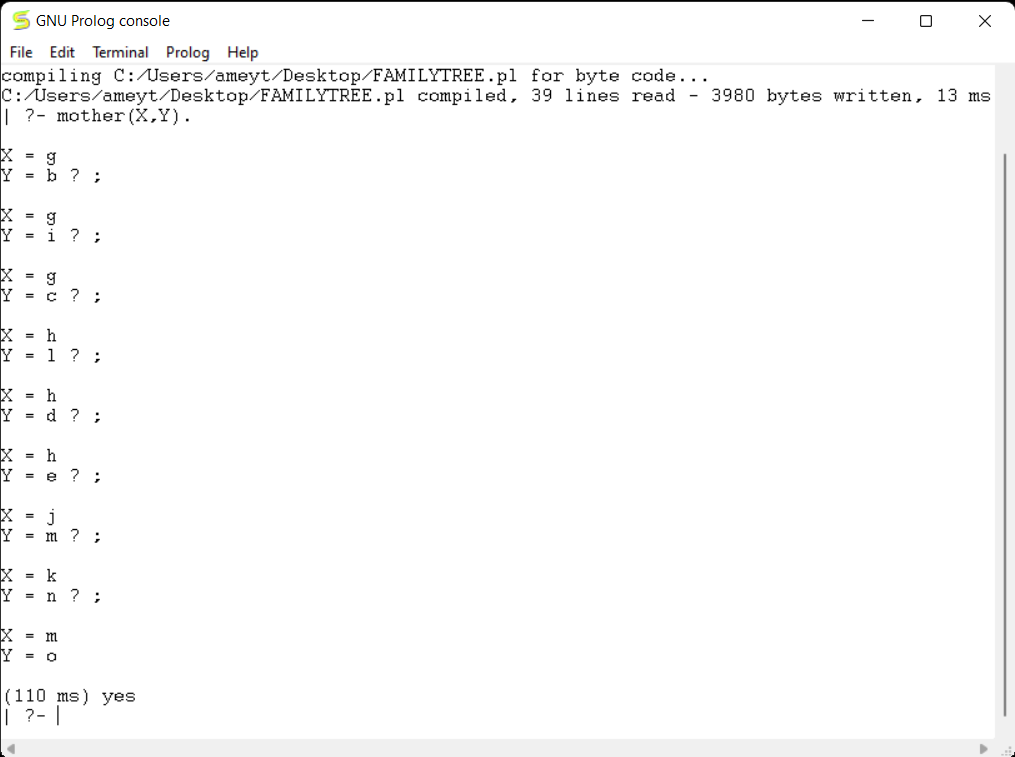 GNU Prolog console
File Edit Terminal Prolog Help
compiling C:/Users/ameyt/Desktop/FAMILYTREE.pl for byte code...
C:/Users/ameyt/Desktop/FAMILYTREE.pl compiled, 39 lines read - 3980 bytes written, 13 ms
| ?- mother(X,Y).
X = g
Y = b ? ;
X = g
Y = i ? ;
X = g
Y = c ? ;
X = h
Y = l ? ;
X = h
Y = d ? ;
X = h
Y = e ? ;
X = j
Y = m ? ;
X = k
Y = n ? ;
X = m
Y = o
(110 ms) yes
| ?-